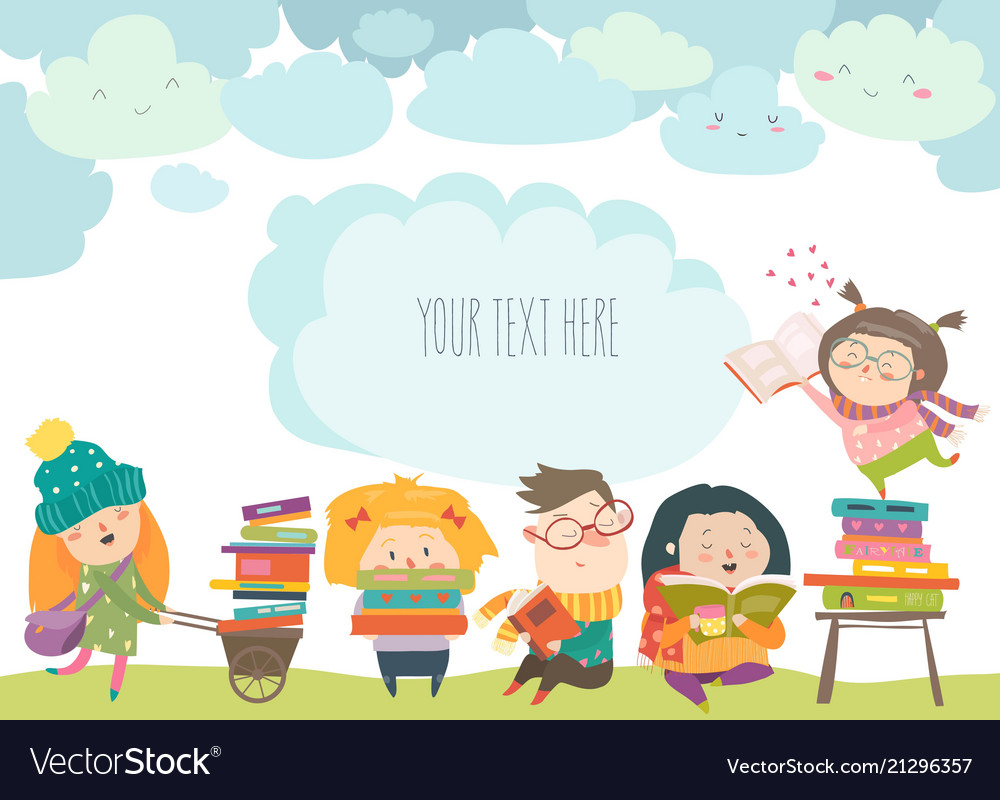 YOUR TEXT HERE
FAIRYTALE
HAPPY CAT
VectorStock®
VectorStock.com/21296357